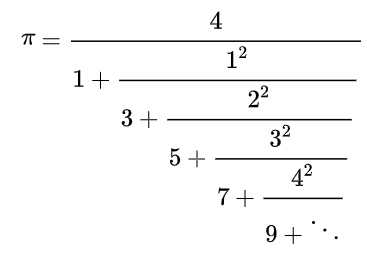 π = 4
1 + 1²
3 + 2²
5 + 3²
7 + 4²
9 + ⋱